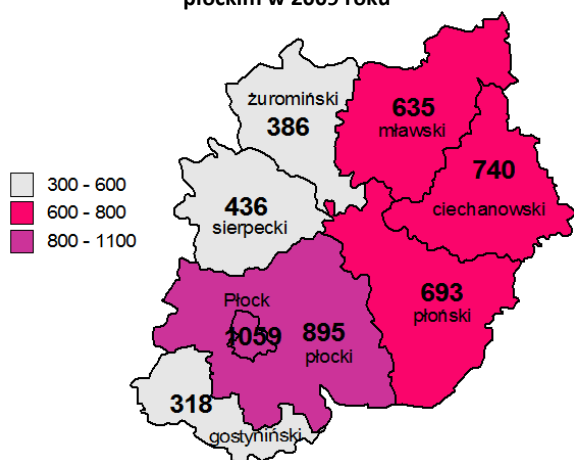 płockim w 2009 roku
żuromiński
386
635
mławski
740
ciechanowski
300 - 600
600 - 800
800 - 1100
436
sierpecki
693
płoński
Płock
1059
895
płocki
318
gostyniński